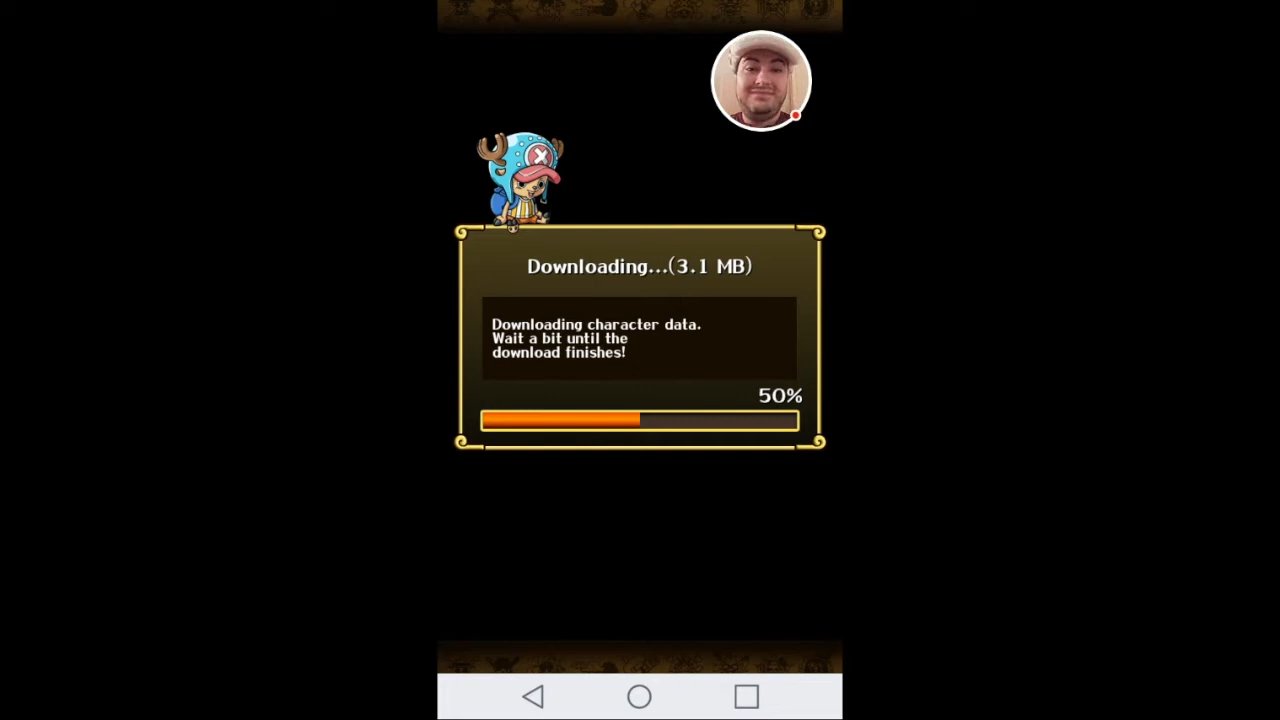 Downloading...(3.1 MB)
Downloading character data.
Wait a bit until the
download finishes!
50%